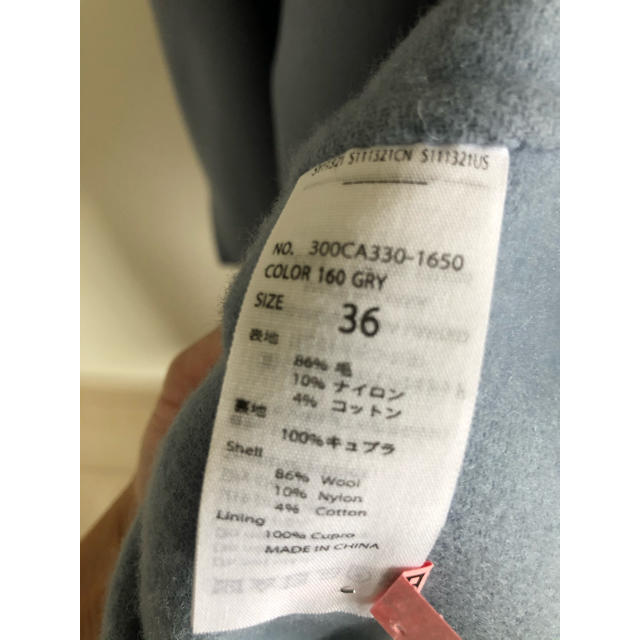 S111321CN S111321US
NO. 300CA330-1650
COLOR 160 GRY
SIZE 36
表地
86% 毛
10% ナイロン
4% コットン
裏地
100%キュプラ
Shell
86% Wool
10% Nylon
4% Cotton
Lining
100% Cupro
MADE IN CHINA